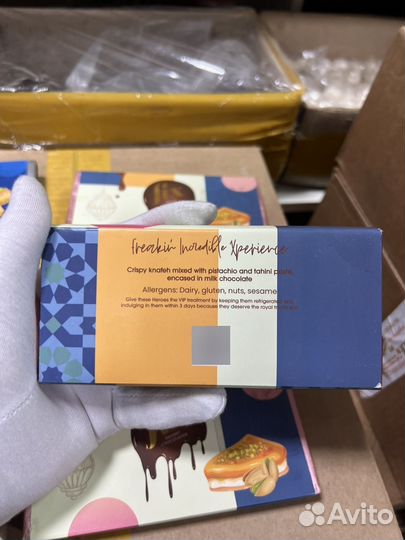 Freakin' Incredible Xperience
Crispy knafeh mixed with pistachio and tahini paste,
encased in milk chocolate
Allergens: Dairy, gluten, nuts, sesame
Give these Heroes the VIP treatment by keeping them refrigerated and
indulging in them within 3 days because they deserve the royal treatment
Avito